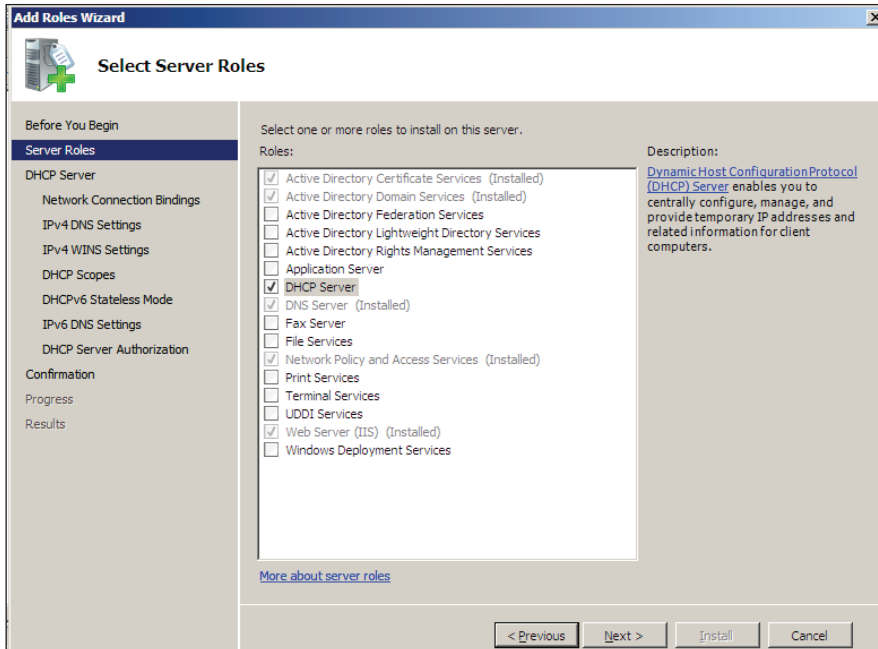 Add Roles Wizard
Select Server Roles
Before You Begin
Server Roles
DHCP Server
Network Connection Bindings
IPv4 DNS Settings
IPv4 WINS Settings
DHCP Scopes
DHCPv6 Stateless Mode
IPv6 DNS Settings
DHCP Server Authorization
Confirmation
Progress
Results
Select one or more roles to install on this server.
Roles:
Active Directory Certificate Services (Installed)
Active Directory Domain Services (Installed)
Active Directory Federation Services
Active Directory Lightweight Directory Services
Active Directory Rights Management Services
Application Server
DHCP Server
DNS Server (Installed)
Fax Server
File Services
Network Policy and Access Services (Installed)
Print Services
Terminal Services
UDDI Services
Web Server (IIS) (Installed)
Windows Deployment Services
More about server roles
Description:
Dynamic Host Configuration Protocol
(DHCP) Server enables you to
centrally configure, manage, and
provide temporary IP addresses and
related information for client
computers.
< Previous
Next >
Install
Cancel